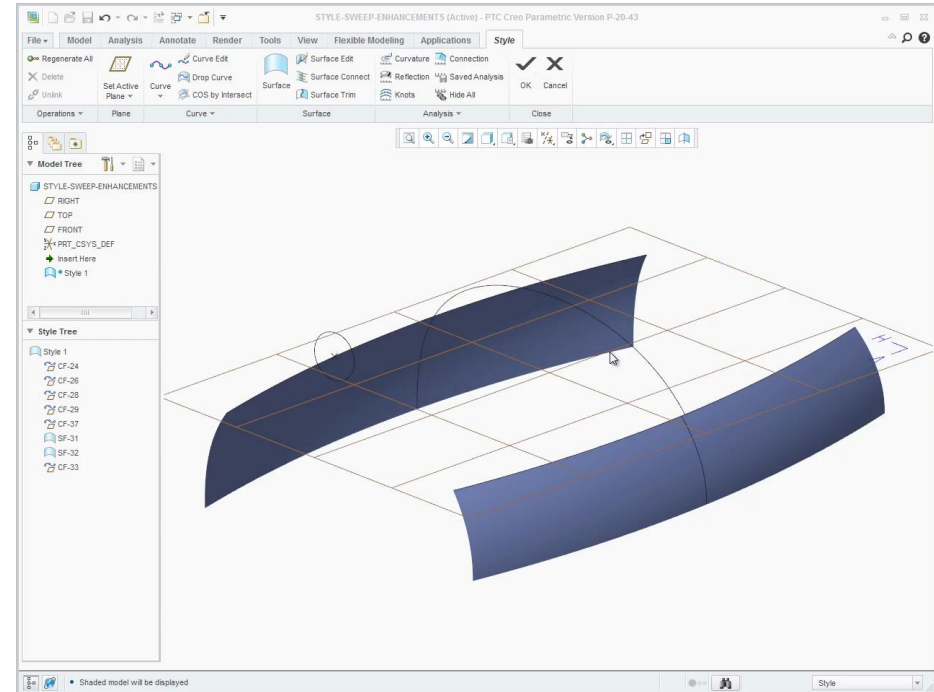 STYLE-SWEEP-ENHANCEMENTS (Active) - PTC Creo Parametric Version P-20-43
File Model Analysis Annotate Render Tools View Flexible Modeling Applications Style
Regenerate All Curve Edit Surface Edit Curvature Connection
Delete Drop Curve Surface Connect Reflection Saved Analysis
Unlink COS by Intersect Surface Trim Knots Hide All
Set Active Plane Curve Surface OK Cancel
Operations Plane Curve Surface Analysis Close
Model Tree
STYLE-SWEEP-ENHANCEMENTS
RIGHT
TOP
FRONT
PRT_CSYS_DEF
Insert Here
Style 1
Style Tree
Style 1
CF-24
CF-26
CF-28
CF-29
CF-37
SF-31
SF-32
CF-33
Shaded model will be displayed
Style